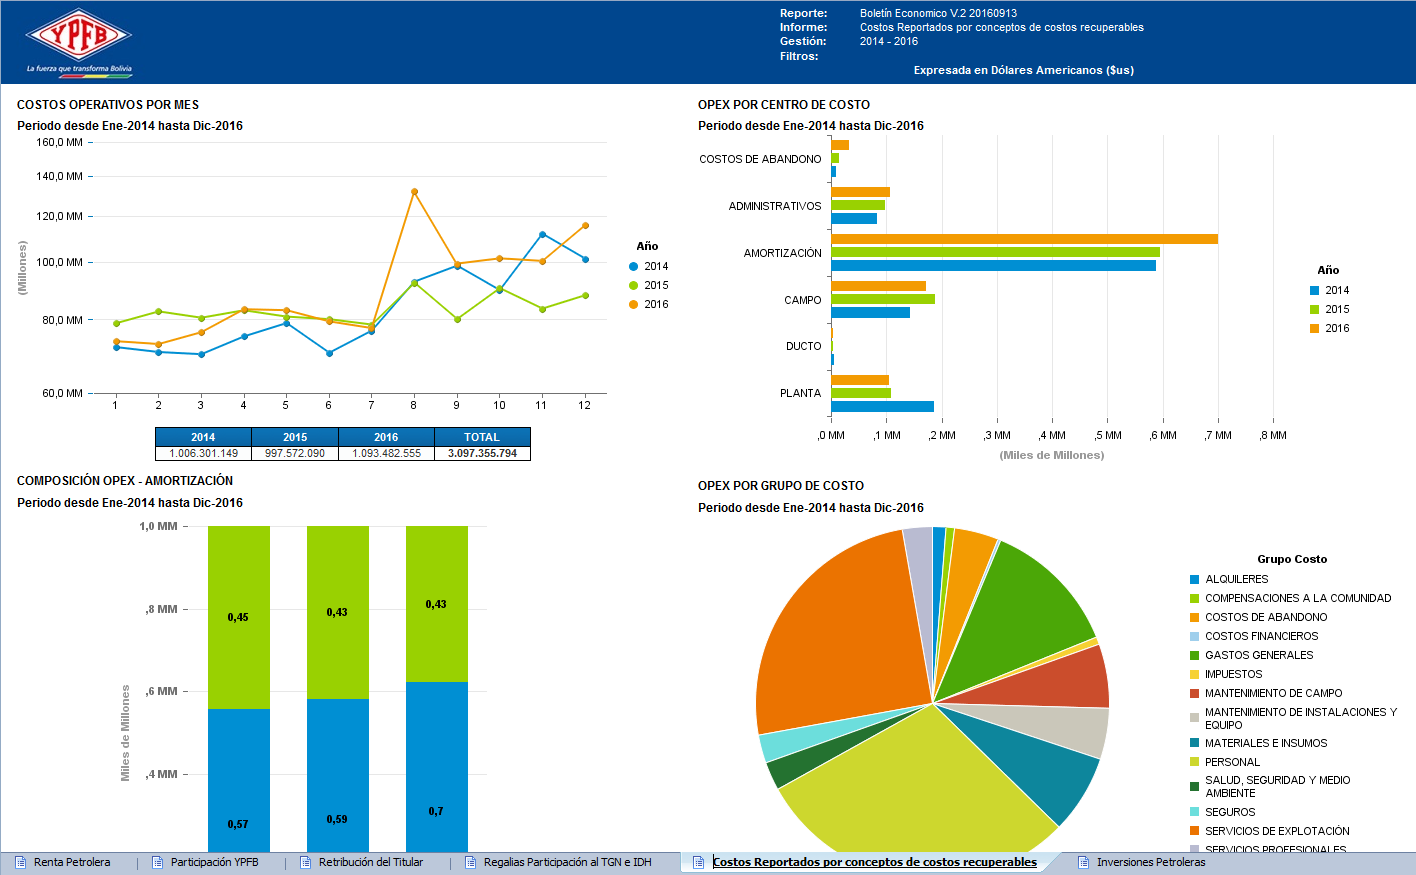 YPFB
La fuerza que transforma Bolivia
Reporte: Boletín Economico V.2 20160913
Informe: Costos Reportados por conceptos de costos recuperables
Gestión: 2014 - 2016
Filtros:
Expresada en Dólares Americanos ($us)
COSTOS OPERATIVOS POR MES
Periodo desde Ene-2014 hasta Dic-2016
160,0 MM
140,0 MM
120,0 MM
100,0 MM
80,0 MM
60,0 MM
(Millones)
1 2 3 4 5 6 7 8 9 10 11 12
Año
2014
2015
2016
2014 2015 2016 TOTAL
1.006.301.149 997.572.090 1.093.482.555 3.097.355.794
OPEX POR CENTRO DE COSTO
Periodo desde Ene-2014 hasta Dic-2016
COSTOS DE ABANDONO
ADMINISTRATIVOS
AMORTIZACIÓN
CAMPO
DUCTO
PLANTA
,0 MM ,1 MM ,2 MM ,3 MM ,4 MM ,5 MM ,6 MM ,7 MM ,8 MM
(Miles de Millones)
Año
2014
2015
2016
COMPOSICIÓN OPEX - AMORTIZACIÓN
Periodo desde Ene-2014 hasta Dic-2016
1,0 MM
,8 MM
,6 MM
,4 MM
Miles de Millones
0,45 0,43 0,43
0,57 0,59 0,7
OPEX POR GRUPO DE COSTO
Periodo desde Ene-2014 hasta Dic-2016
Grupo Costo
ALQUILERES
COMPENSACIONES A LA COMUNIDAD
COSTOS DE ABANDONO
COSTOS FINANCIEROS
GASTOS GENERALES
IMPUESTOS
MANTENIMIENTO DE CAMPO
MANTENIMIENTO DE INSTALACIONES Y
EQUIPO
MATERIALES E INSUMOS
PERSONAL
SALUD, SEGURIDAD Y MEDIO
AMBIENTE
SEGUROS
SERVICIOS DE EXPLOTACIÓN
SERVICIOS PROFESIONALES
Renta Petrolera | Participación YPFB | Retribución del Titular | Regalias Participación al TGN e IDH Costos Reportados por conceptos de costos recuperables Inversiones Petroleras